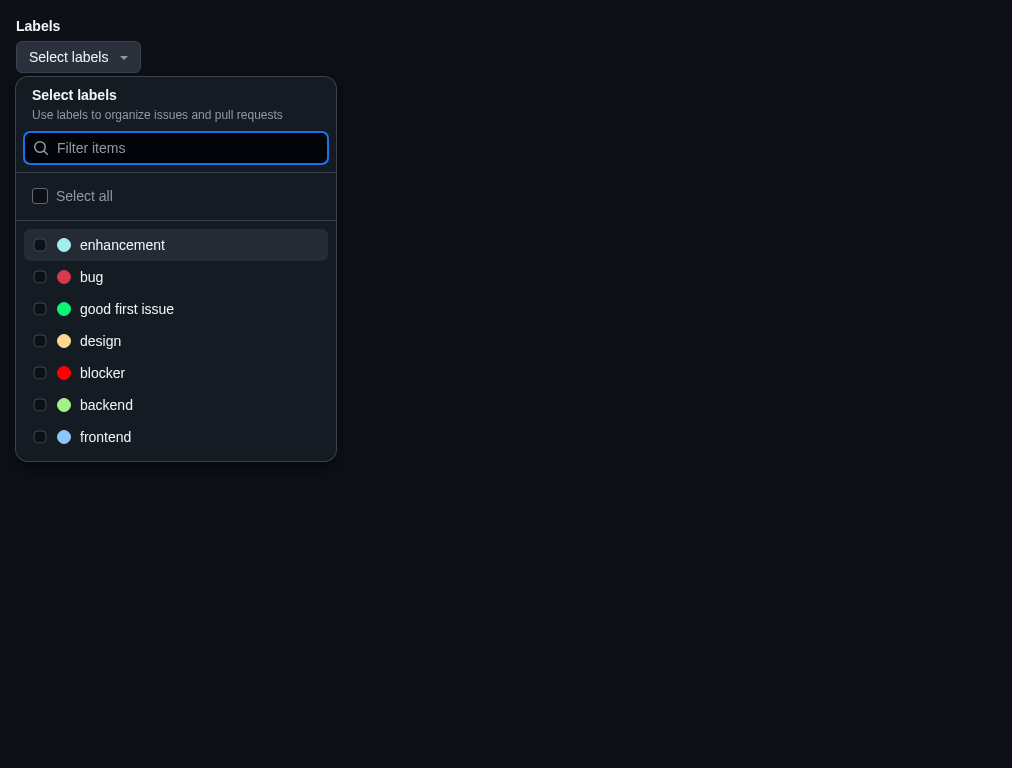 Labels
Select labels
Select labels
Use labels to organize issues and pull requests
Filter items
Select all
enhancement
bug
good first issue
design
blocker
backend
frontend